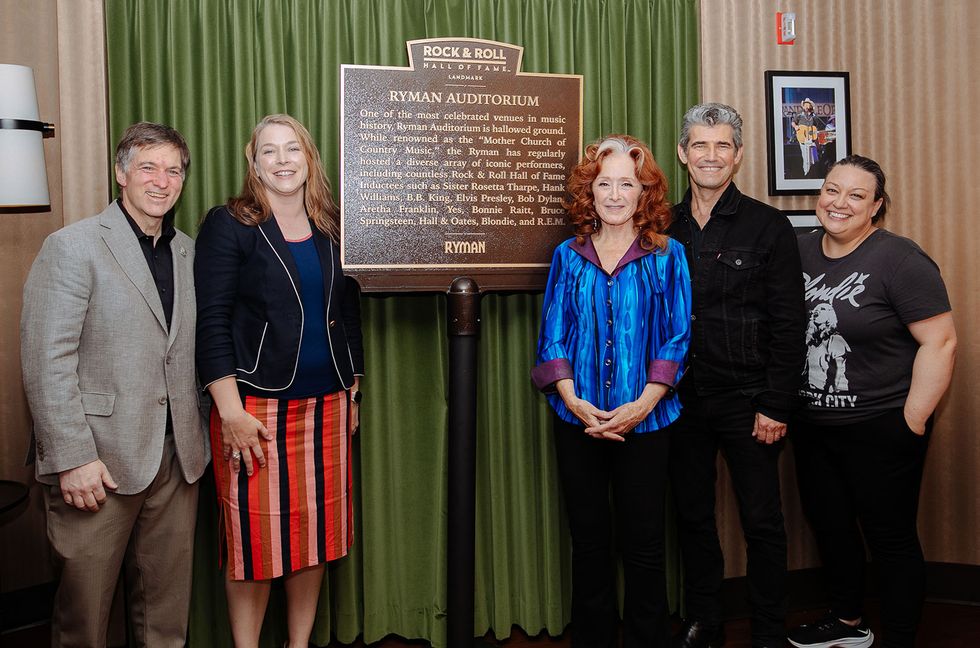 ROCK & ROLL
HALL OF FAME
LANDMARK
RYMAN AUDITORIUM
One of the most celebrated venues in music
history, Ryman Auditorium is hallowed ground.
While renowned as the “Mother Church of
Country Music,” the Ryman has regularly
hosted a diverse array of iconic performers,
including countless Rock & Roll Hall of Fame
Inductees such as Sister Rosetta Tharpe, Hank
Williams, B.B. King, Elvis Presley, Bob Dylan,
Aretha Franklin, Yes, Bonnie Raitt, Bruce
Springsteen, Hall & Oates, Blondie, and R.E.M.
RYMAN
Blondie
CITY